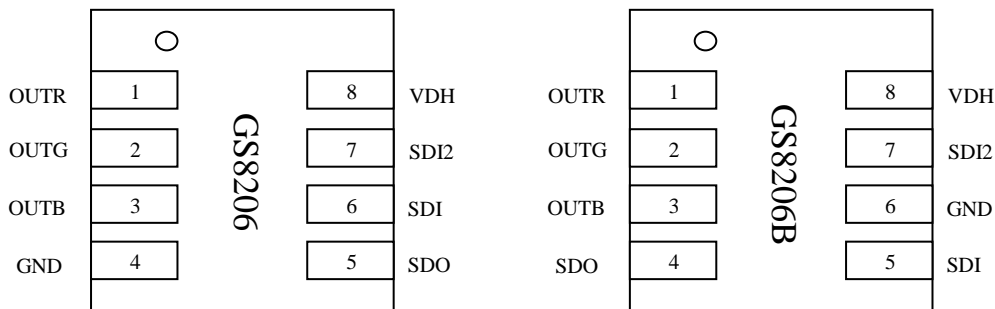 OUTR 1 8 VDH
OUTG 2 7 SDI2
OUTB 3 6 SDI
GND 4 5 SDO
GS8206
OUTR 1 8 VDH
OUTG 2 7 SDI2
OUTB 3 6 GND
SDO 4 5 SDI
GS8206B